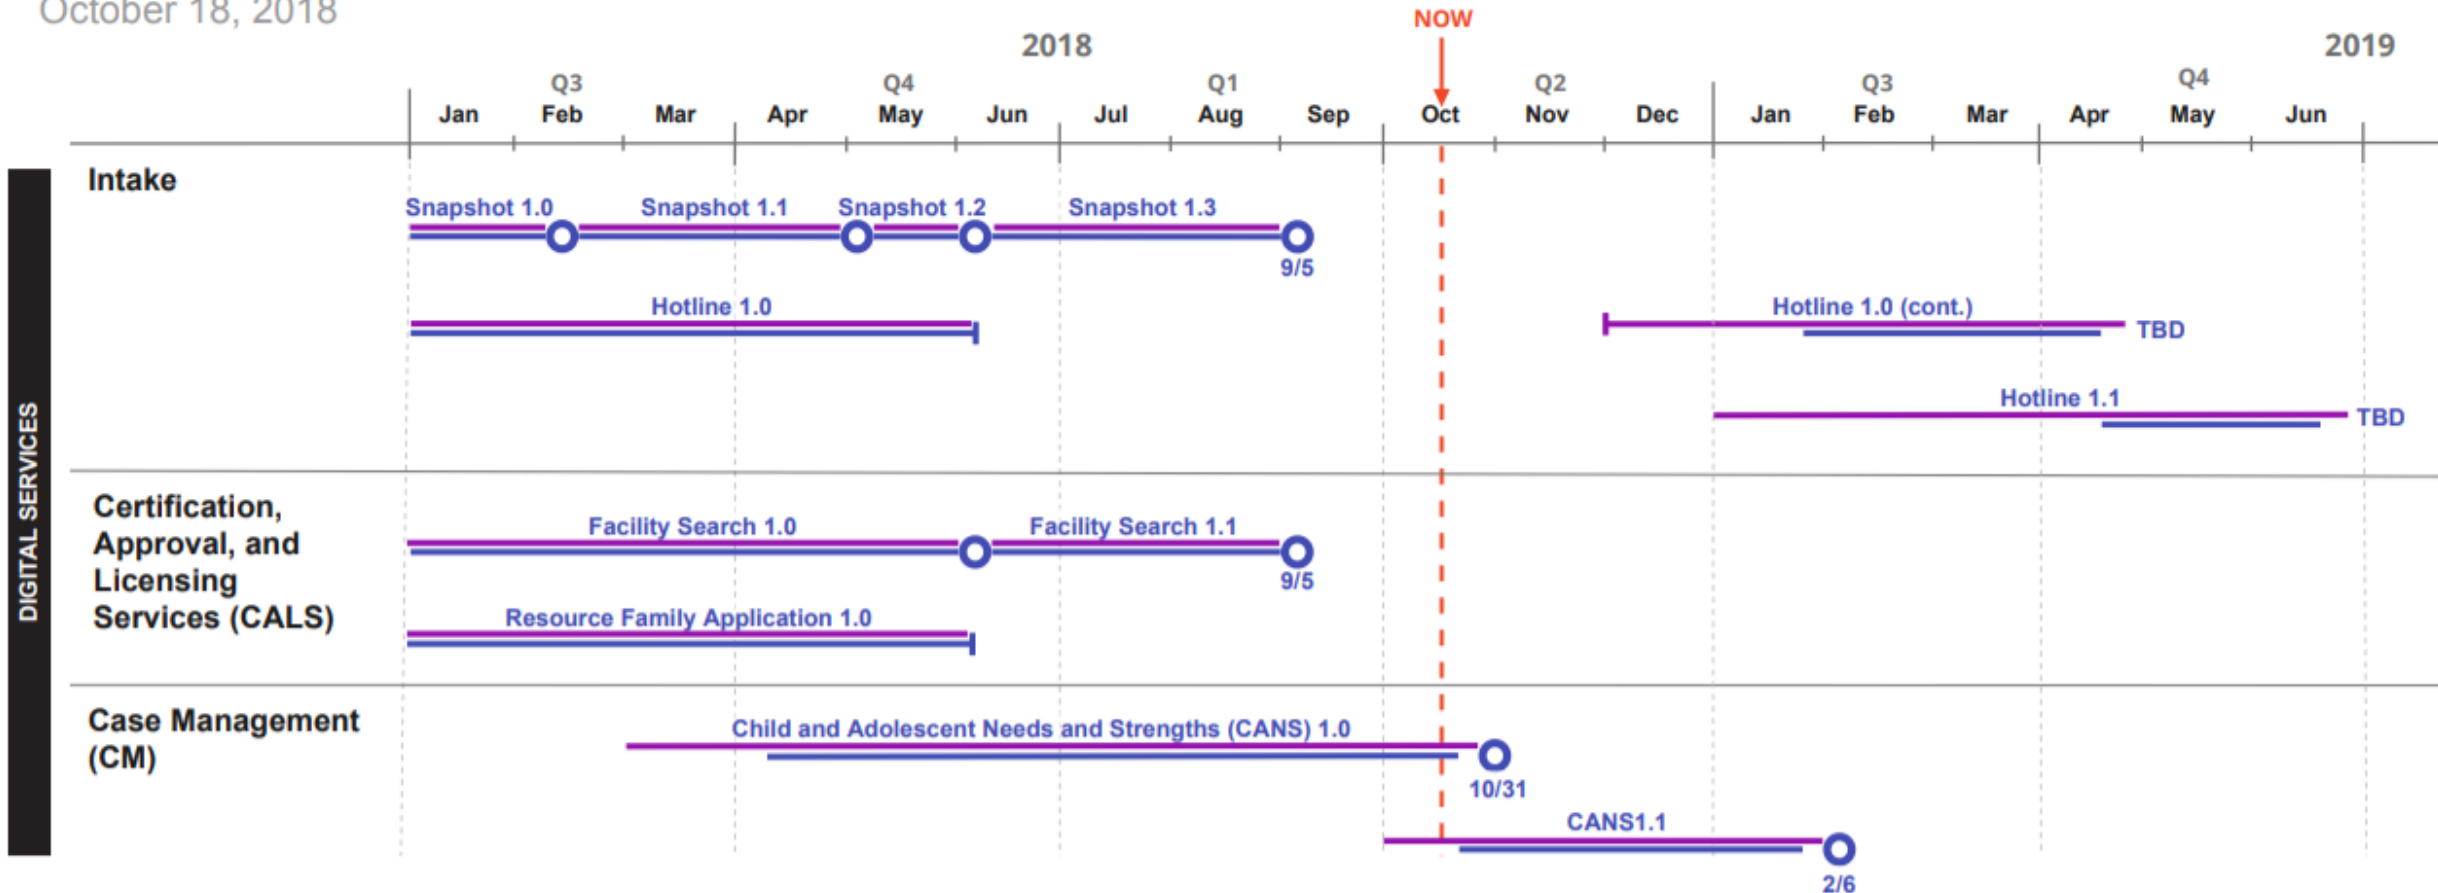 October 18, 2018
NOW
2018
2019
Q3
Q4
Q1
Q2
Q3
Q4
Jan Feb Mar Apr May Jun Jul Aug Sep Oct Nov Dec Jan Feb Mar Apr May Jun
DIGITAL SERVICES
Intake
Snapshot 1.0
Snapshot 1.1
Snapshot 1.2
Snapshot 1.3
9/5
Hotline 1.0
Hotline 1.0 (cont.)
TBD
Hotline 1.1
TBD
Certification,
Approval, and
Licensing
Services (CALS)
Facility Search 1.0
Facility Search 1.1
9/5
Resource Family Application 1.0
Case Management
(CM)
Child and Adolescent Needs and Strengths (CANS) 1.0
10/31
CANS1.1
2/6